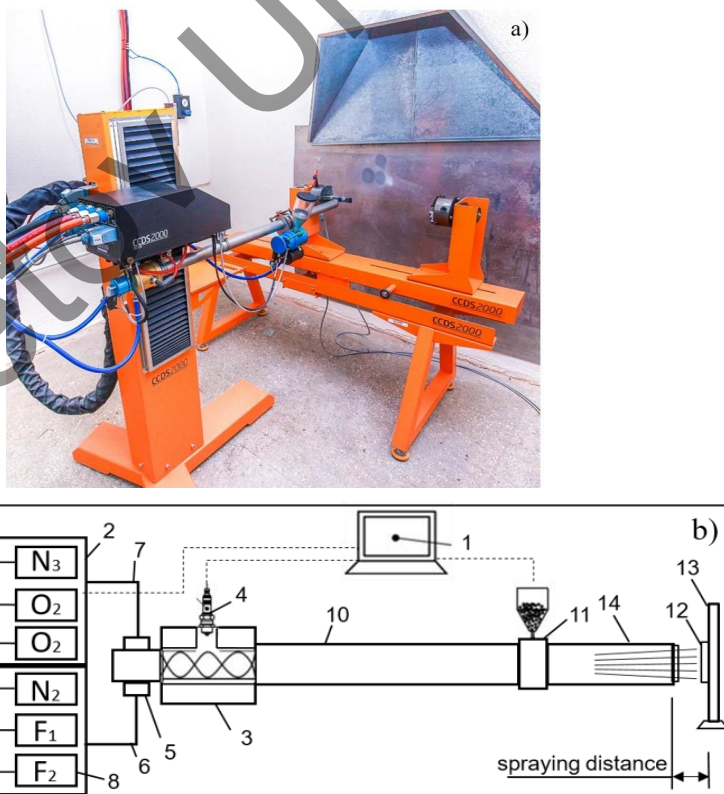 a)
CCDS2000
CCDS2000
CCDS2000
CCDS2000
b)
2
N3
7
1
13
O2
4
14
12
O2
10
11
N2
F1
5
3
6
spraying distance
F2
8